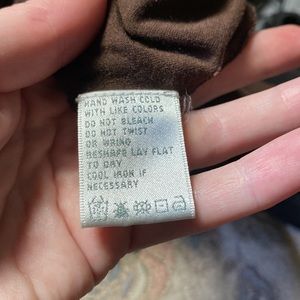 HAND WASH COLD
WITH LIKE COLORS
DO NOT BLEACH
DO NOT TWIST
OR WRING
RESHAPE LAY FLAT
TO DRY
COOL IRON IF
NECESSARY